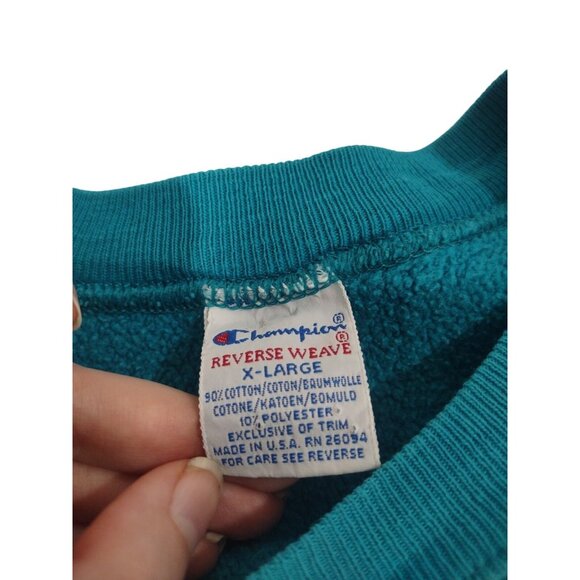 Champion®
REVERSE WEAVE®
X-LARGE
90% COTTON/COTON/BAUMWOLLE
COTONE/KATOEN/BOMULD
10% POLYESTER
EXCLUSIVE OF TRIM
MADE IN U.S.A. RN 26094
FOR CARE SEE REVERSE